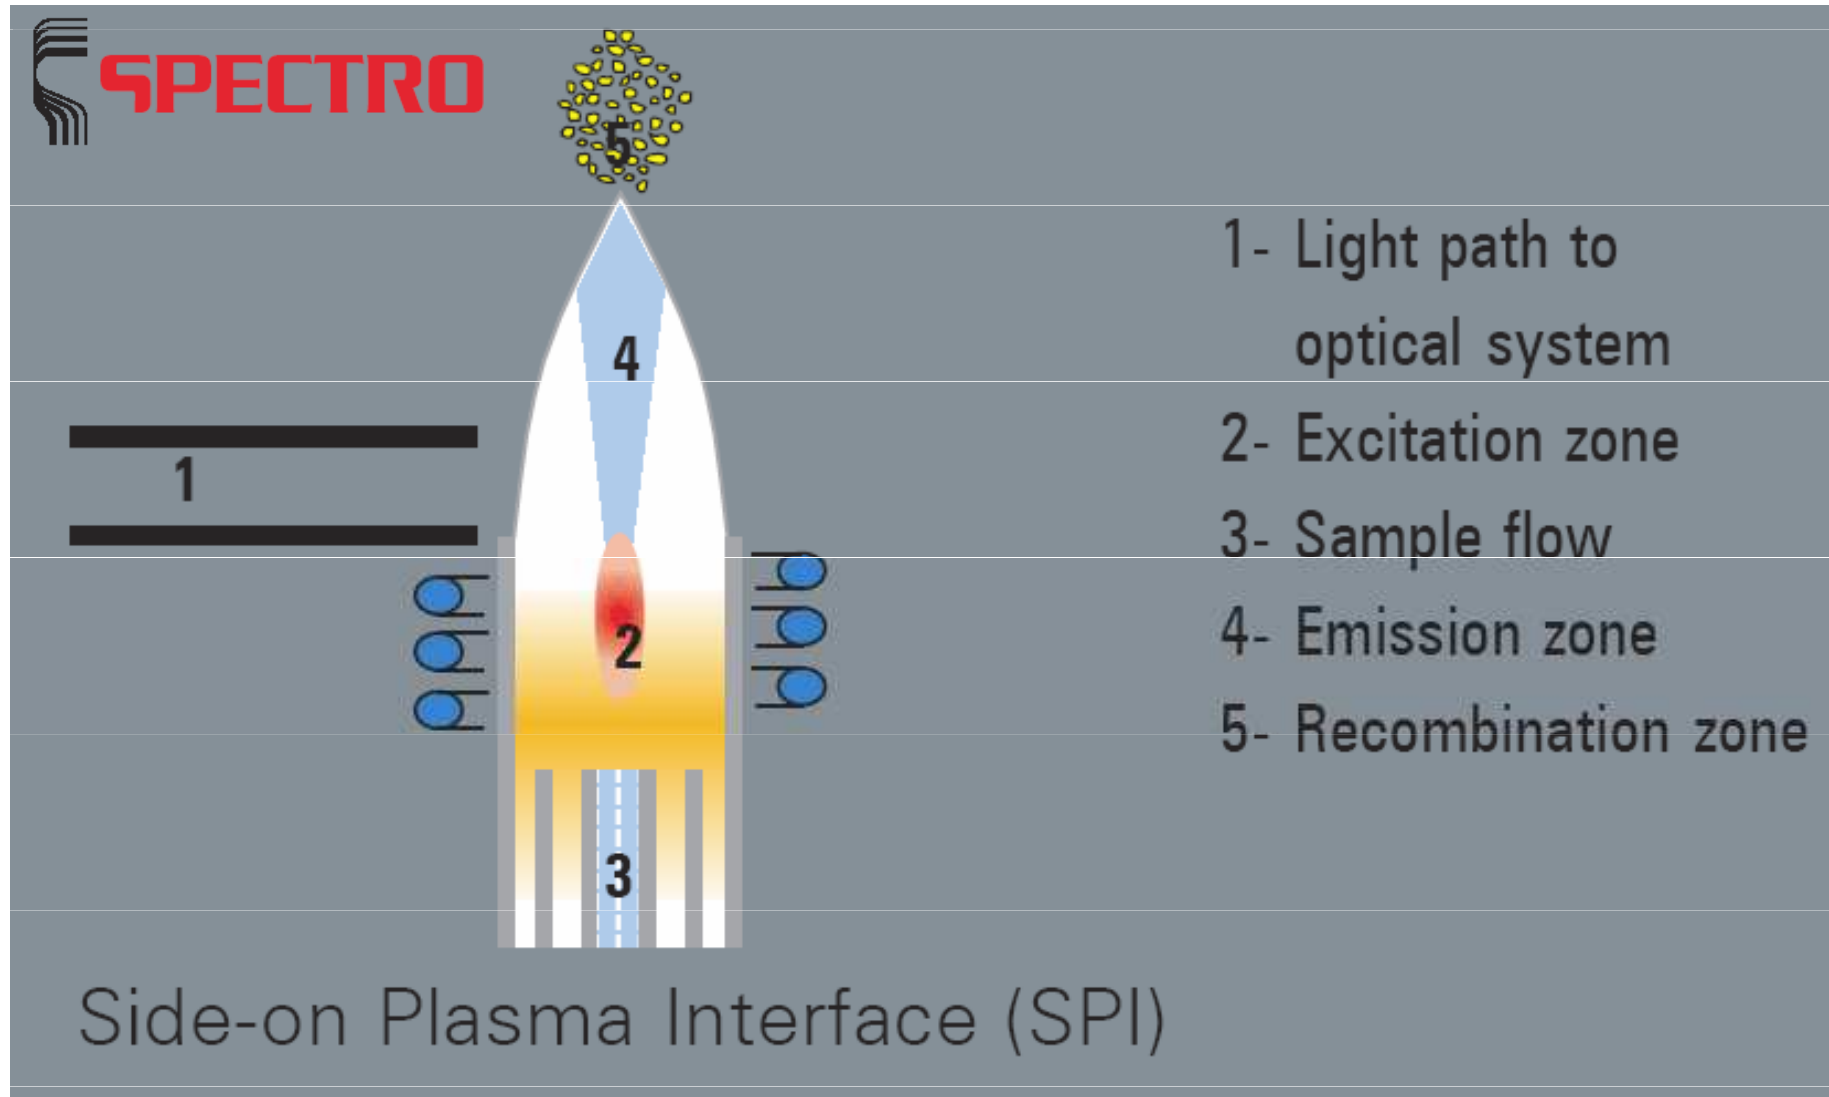 SPECTRO
5
4
1
2
3
1- Light path to
optical system
2- Excitation zone
3- Sample flow
4- Emission zone
5- Recombination zone
Side-on Plasma Interface (SPI)